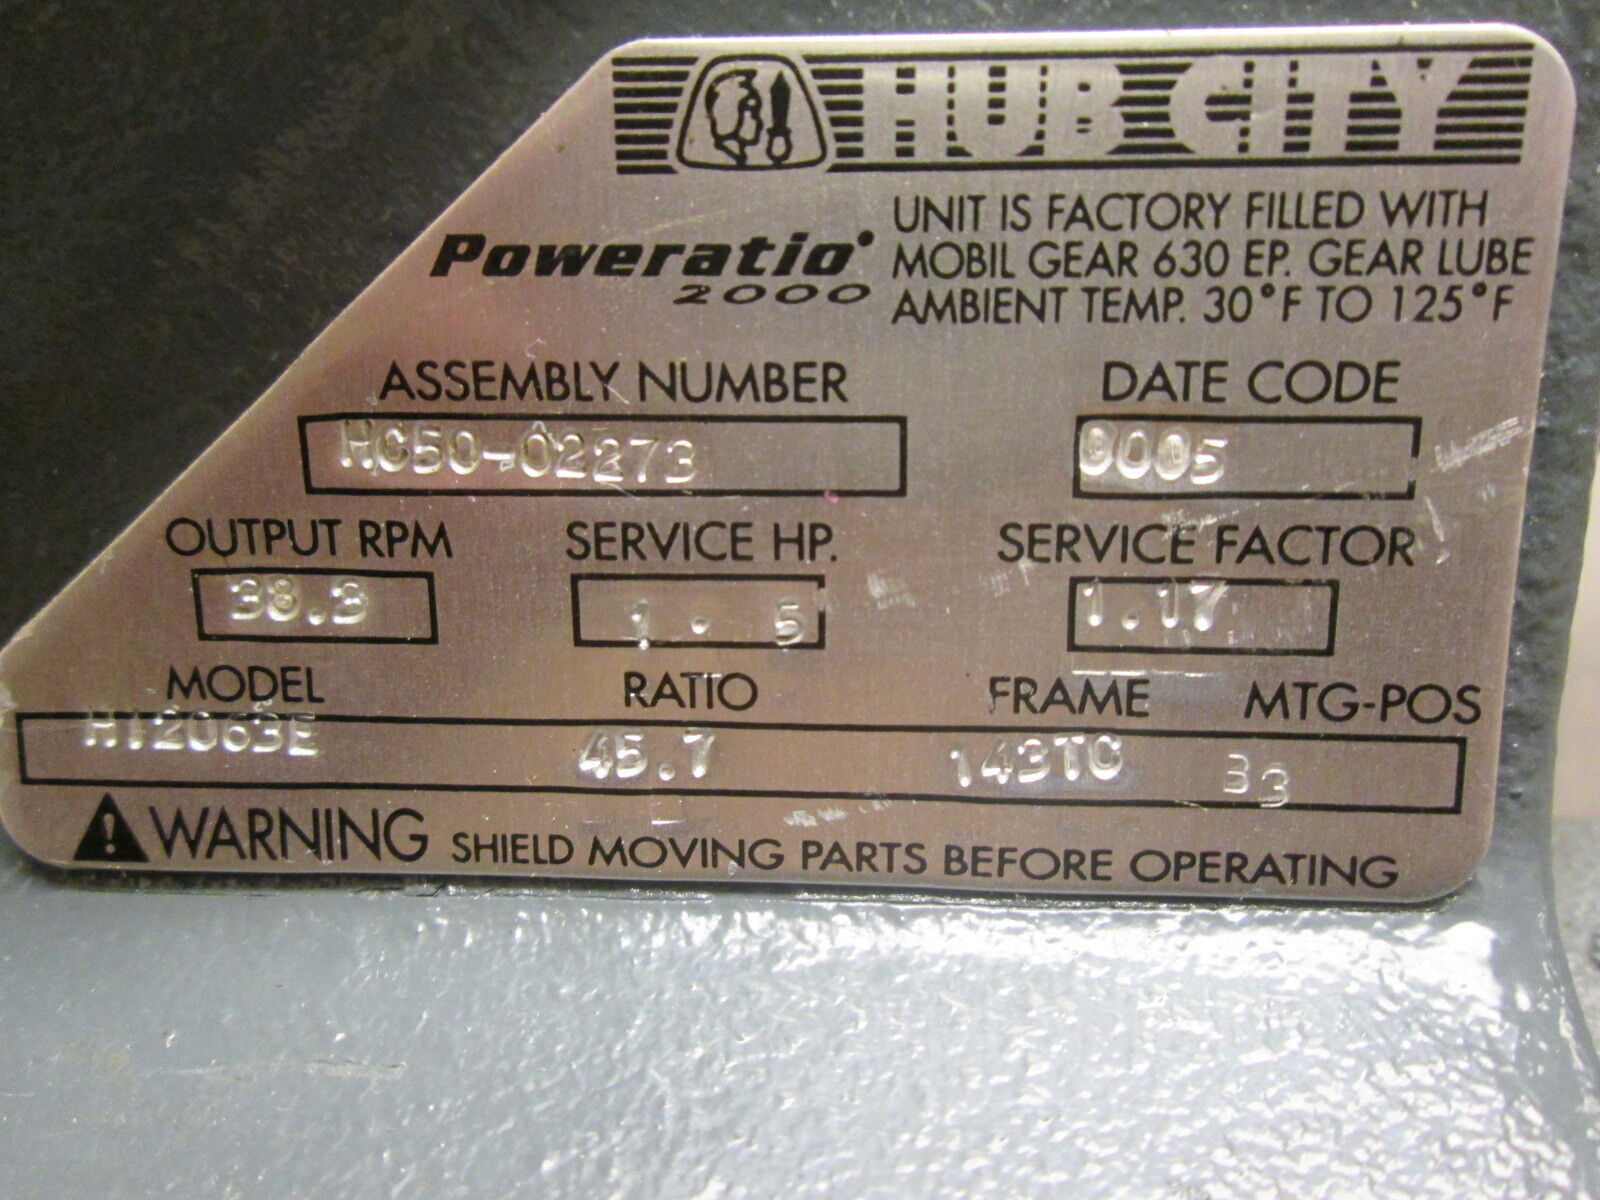 HUB CITY
Poweratio
2000
UNIT IS FACTORY FILLED WITH
MOBIL GEAR 630 EP. GEAR LUBE
AMBIENT TEMP. 30°F TO 125°F
ASSEMBLY NUMBER DATE CODE
HC50-02273 0005
OUTPUT RPM SERVICE HP. SERVICE FACTOR
38.3 1.5 1.17
MODEL RATIO FRAME MTG-POS
HI2063E 45.7 143TC B3
WARNING SHIELD MOVING PARTS BEFORE OPERATING